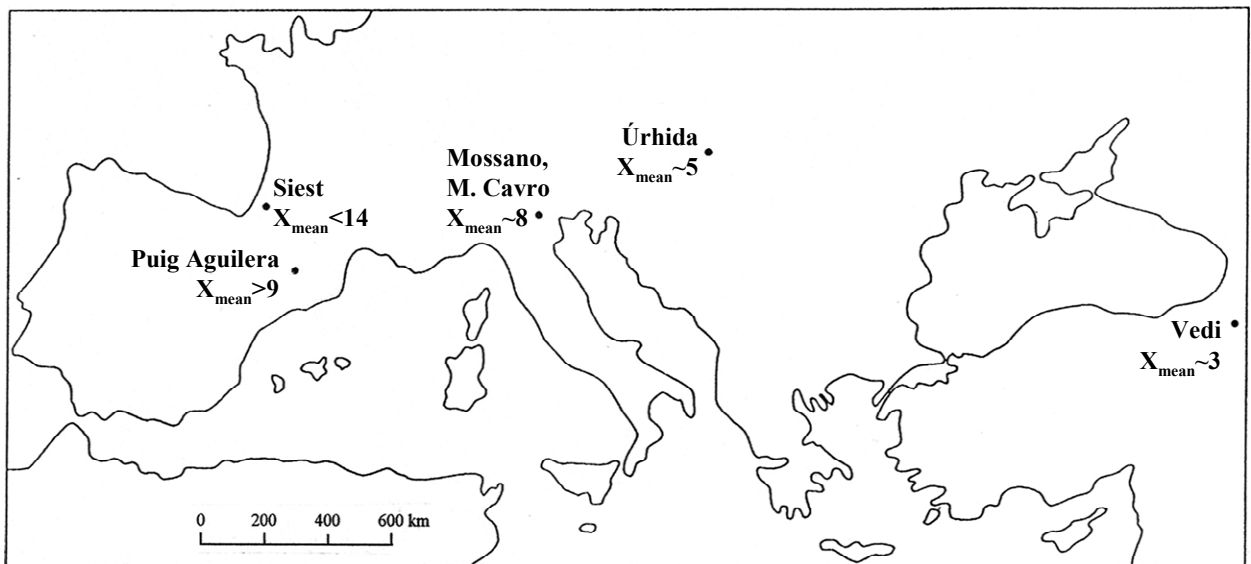 Úrhida
X_mean~5
Mossano,
M. Cavro
X_mean~8
Siest
X_mean<14
Puig Aguilera
X_mean>9
Vedi
X_mean~3
0 200 400 600 km